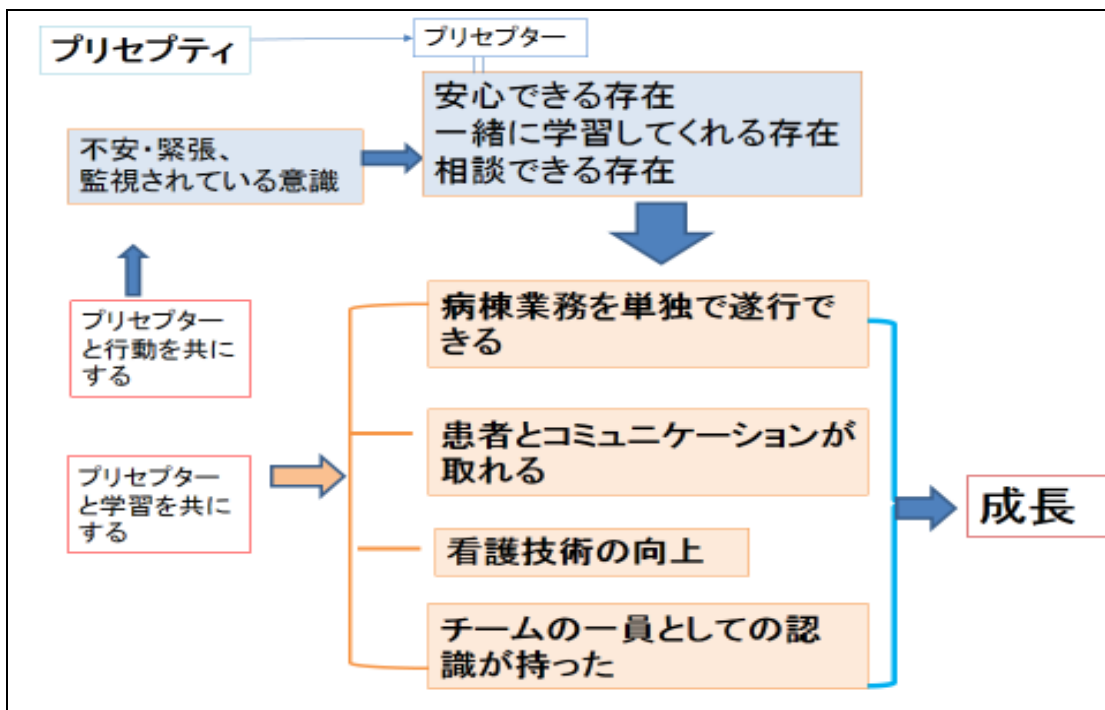 プリセプティ
プリセプター
安心できる存在
一緒に学習してくれる存在
相談できる存在
不安・緊張、
監視されている意識
プリセプター
と行動を共に
する
プリセプター
と学習を共に
する
病棟業務を単独で遂行で
きる
患者とコミュニケーションが
取れる
看護技術の向上
チームの一員としての認
識が持った
成長